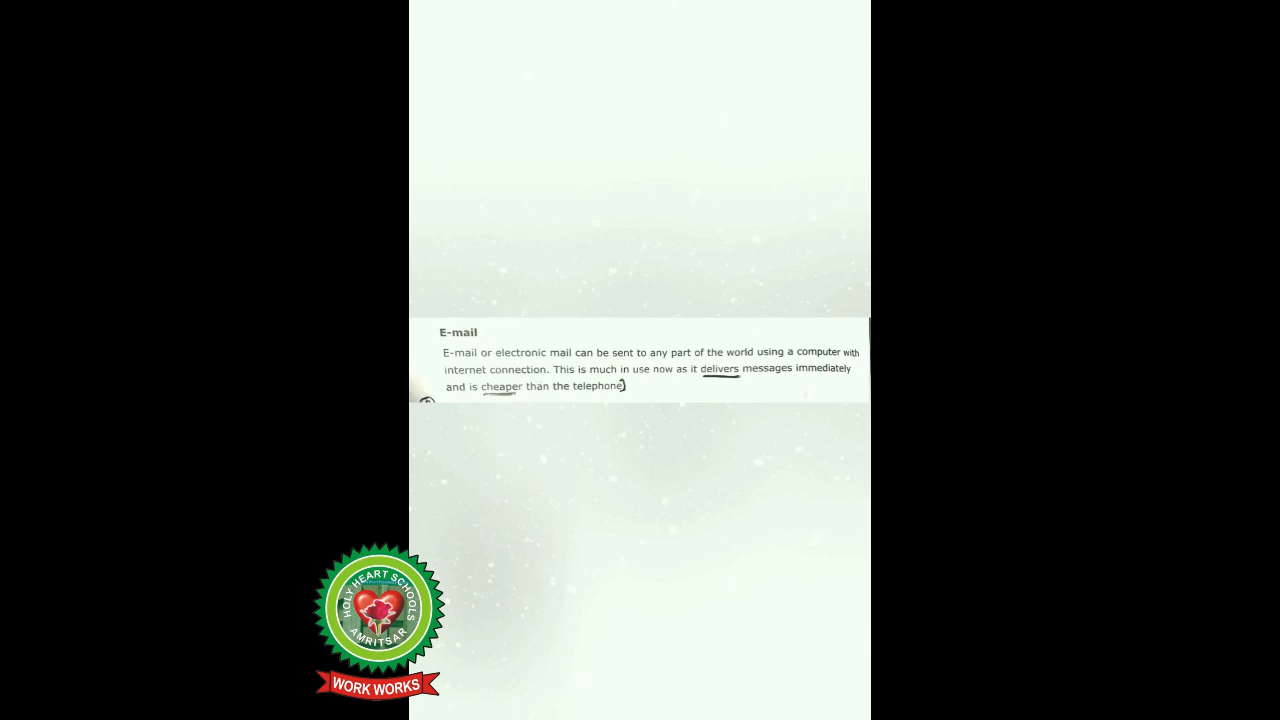 E-mail
E-mail or electronic mail can be sent to any part of the world using a computer with
internet connection. This is much in use now as it delivers messages immediately
and is cheaper than the telephone)
HOLY HEART SCHOOLS
AMRITSAR
WORK WORKS